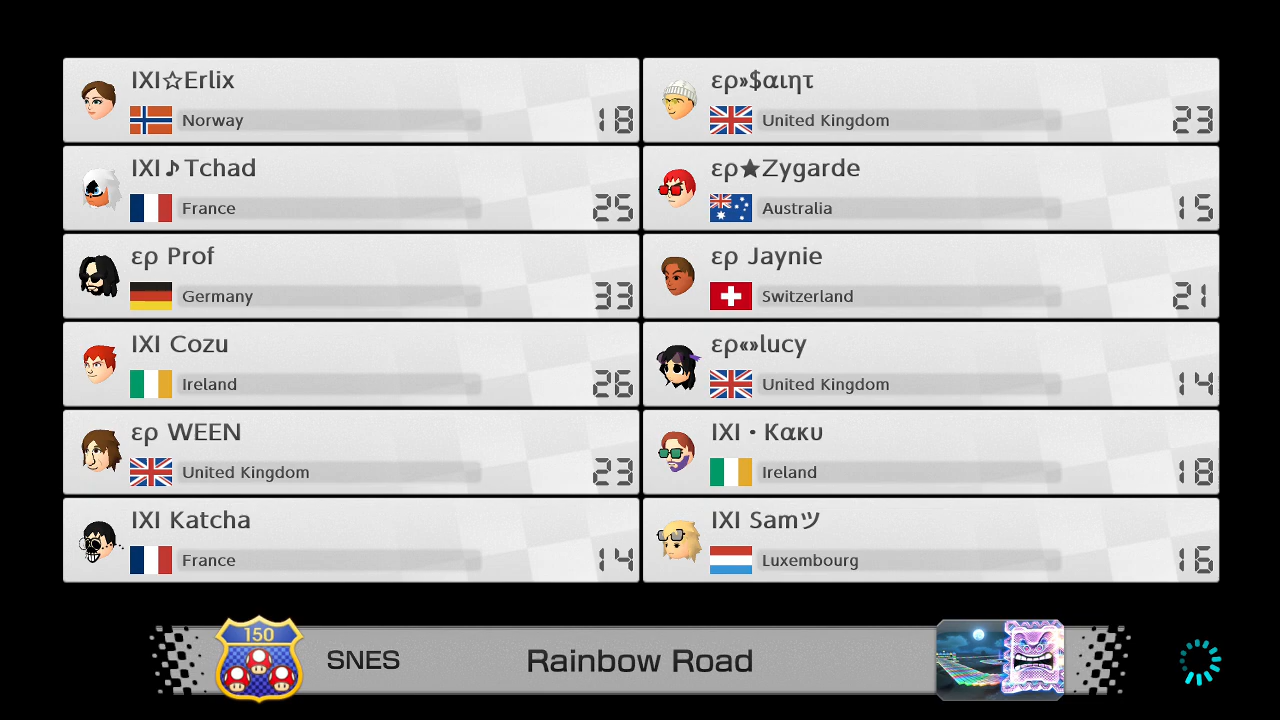 IXI☆Erlix
Norway
18
ερ»$αιητ
United Kingdom
23
IXI♪Tchad
France
25
ερ★Zygarde
Australia
15
ερ Prof
Germany
33
ερ Jaynie
Switzerland
21
IXI Cozu
Ireland
26
ερ«»lucy
United Kingdom
14
ερ WEEN
United Kingdom
23
IXI・Kακυ
Ireland
18
IXI Katcha
France
14
IXI Samツ
Luxembourg
16
150
SNES
Rainbow Road